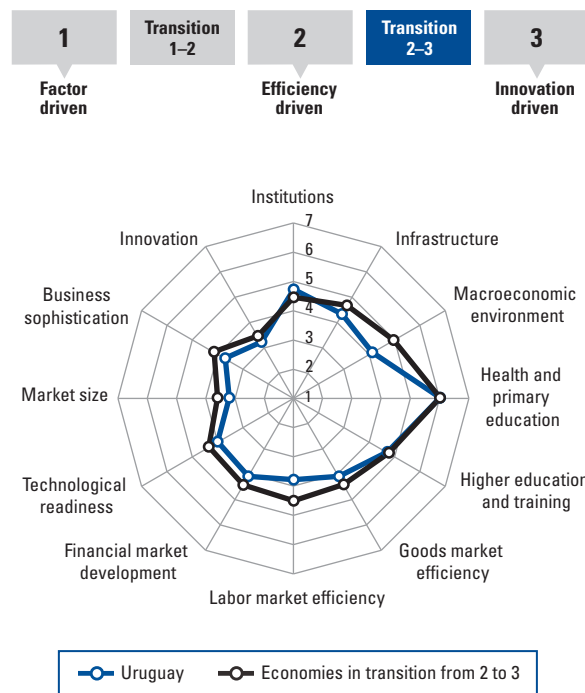 1
Transition
1–2
2
Transition
2–3
3
Factor
driven
Efficiency
driven
Innovation
driven
Institutions
7
6
5
4
3
2
1
Infrastructure
Macroeconomic
environment
Health and
primary
education
Higher education
and training
Goods market
efficiency
Labor market efficiency
Financial market
development
Technological
readiness
Market size
Business
sophistication
Innovation
Uruguay
Economies in transition from 2 to 3